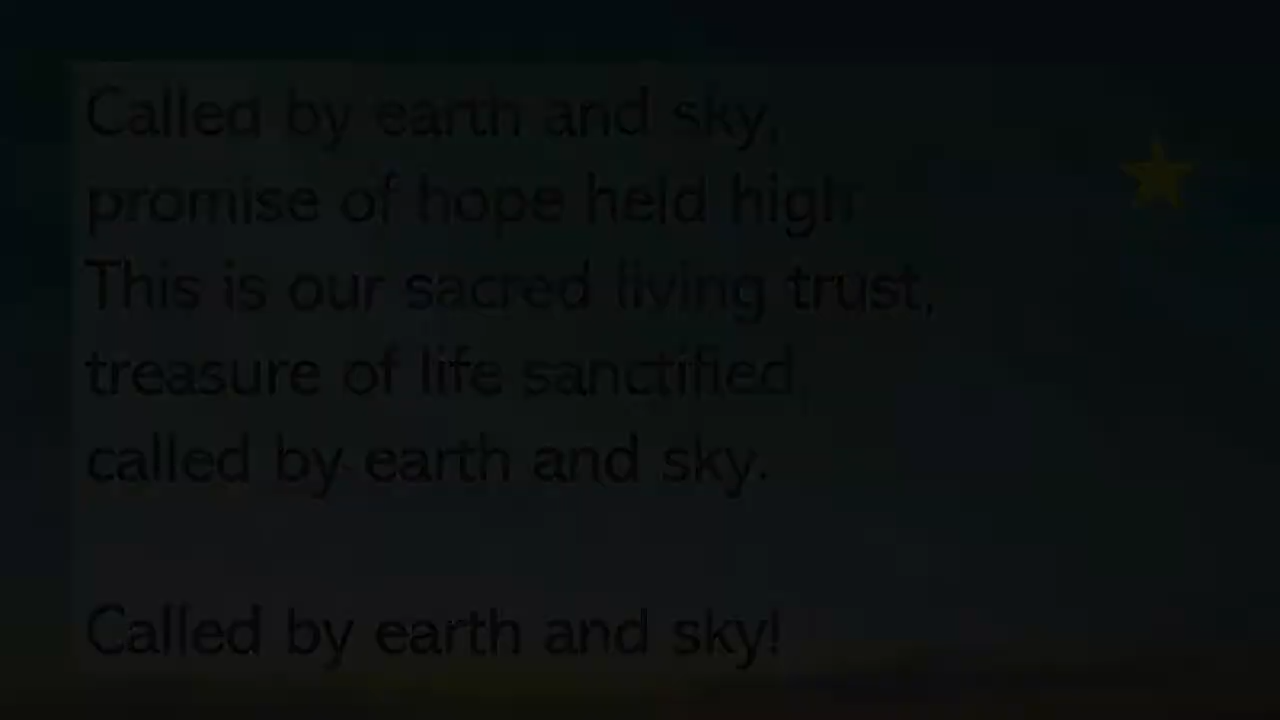 Called by earth and sky,
promise of hope held high.
This is our sacred living trust,
treasure of life sanctified,
called by earth and sky.
Called by earth and sky!